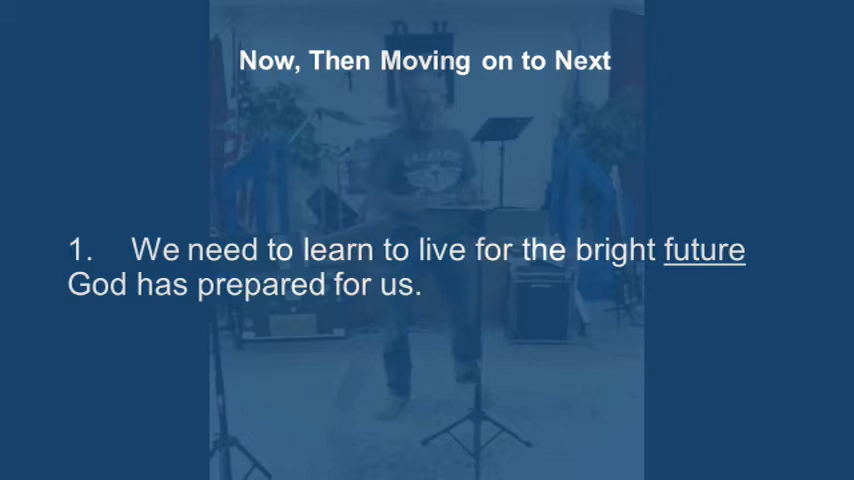 Now, Then Moving on to Next
1. We need to learn to live for the bright future
God has prepared for us.